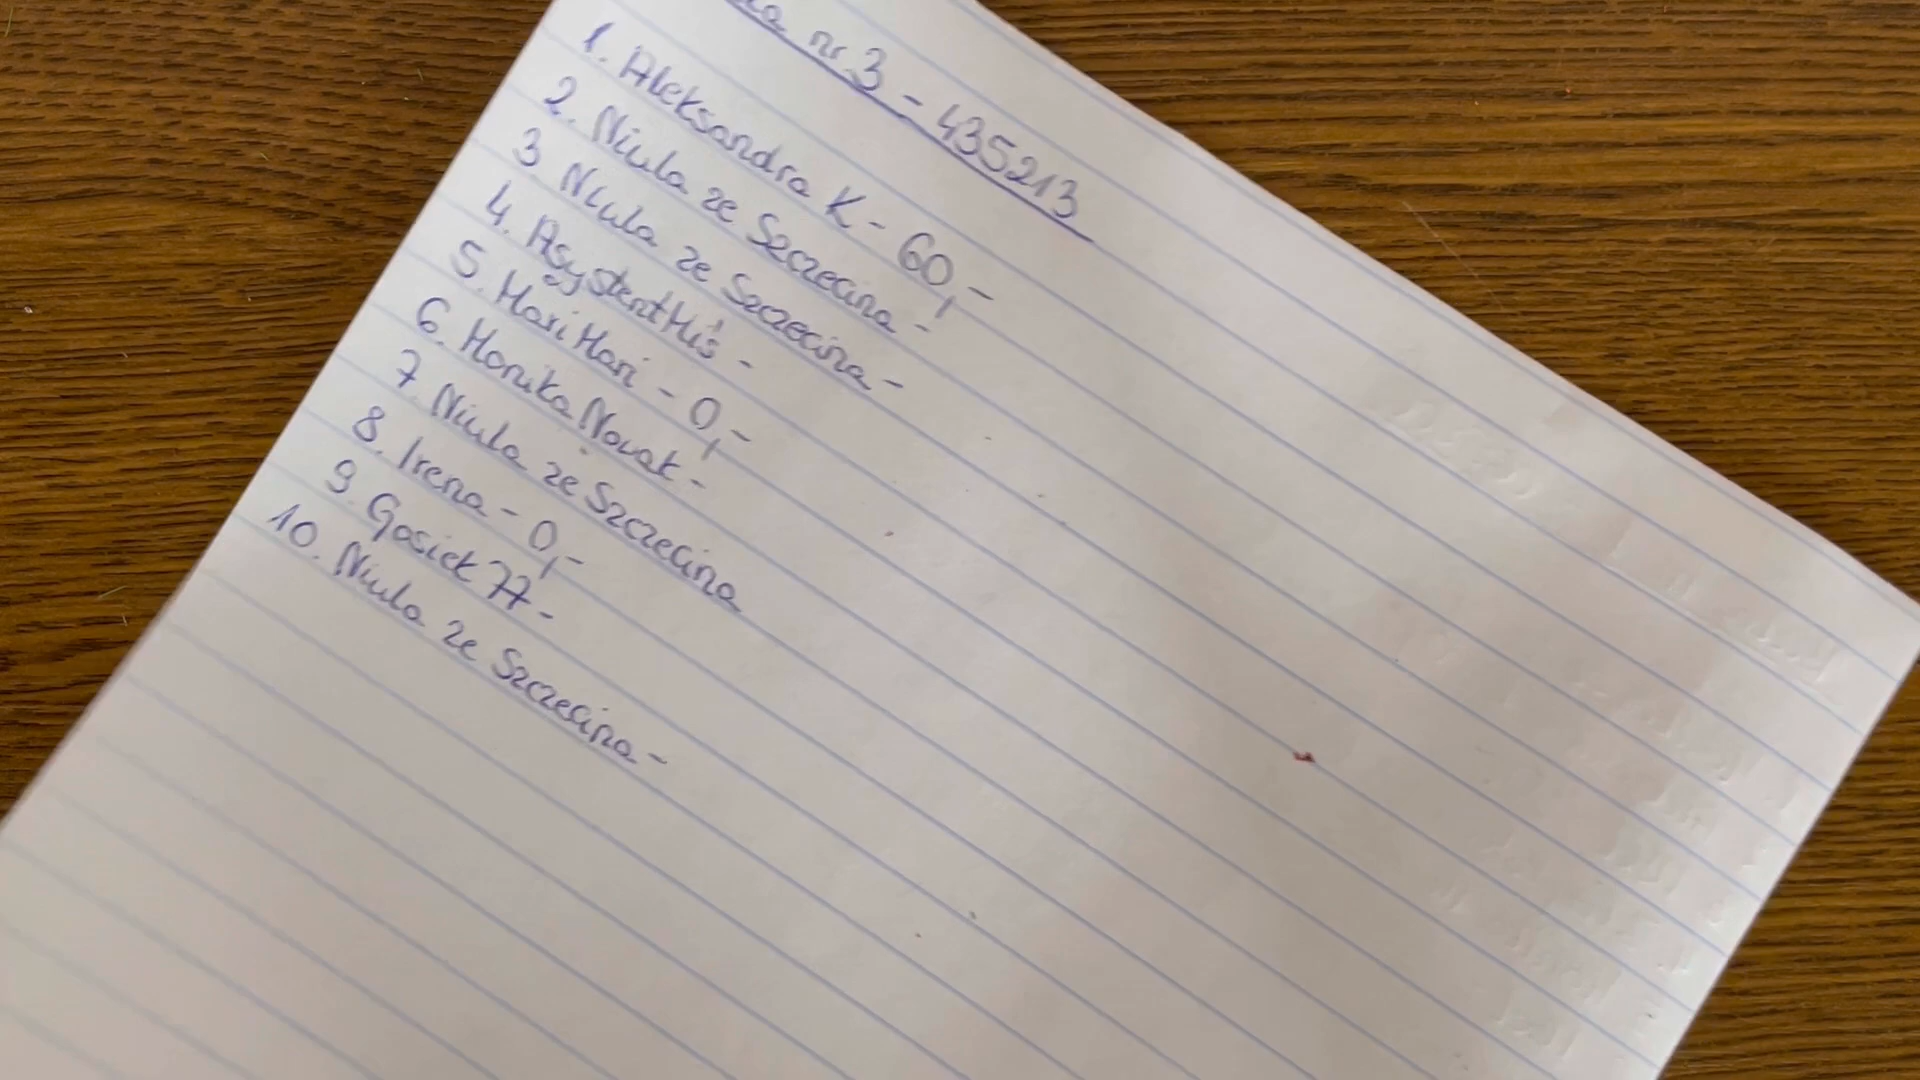 nr 3 - 435213
1. Aleksandra K - 60,-
2. Niula ze Szczecina -
3 Niula ze Szczecina -
4. Asystent Miś -
5. Mari Mari - 0,-
6. Monika Nowak -
7 Niula ze Szczecina
8. Irena - 0,-
9. Gosiek 77 -
10. Niula ze Szczecina -